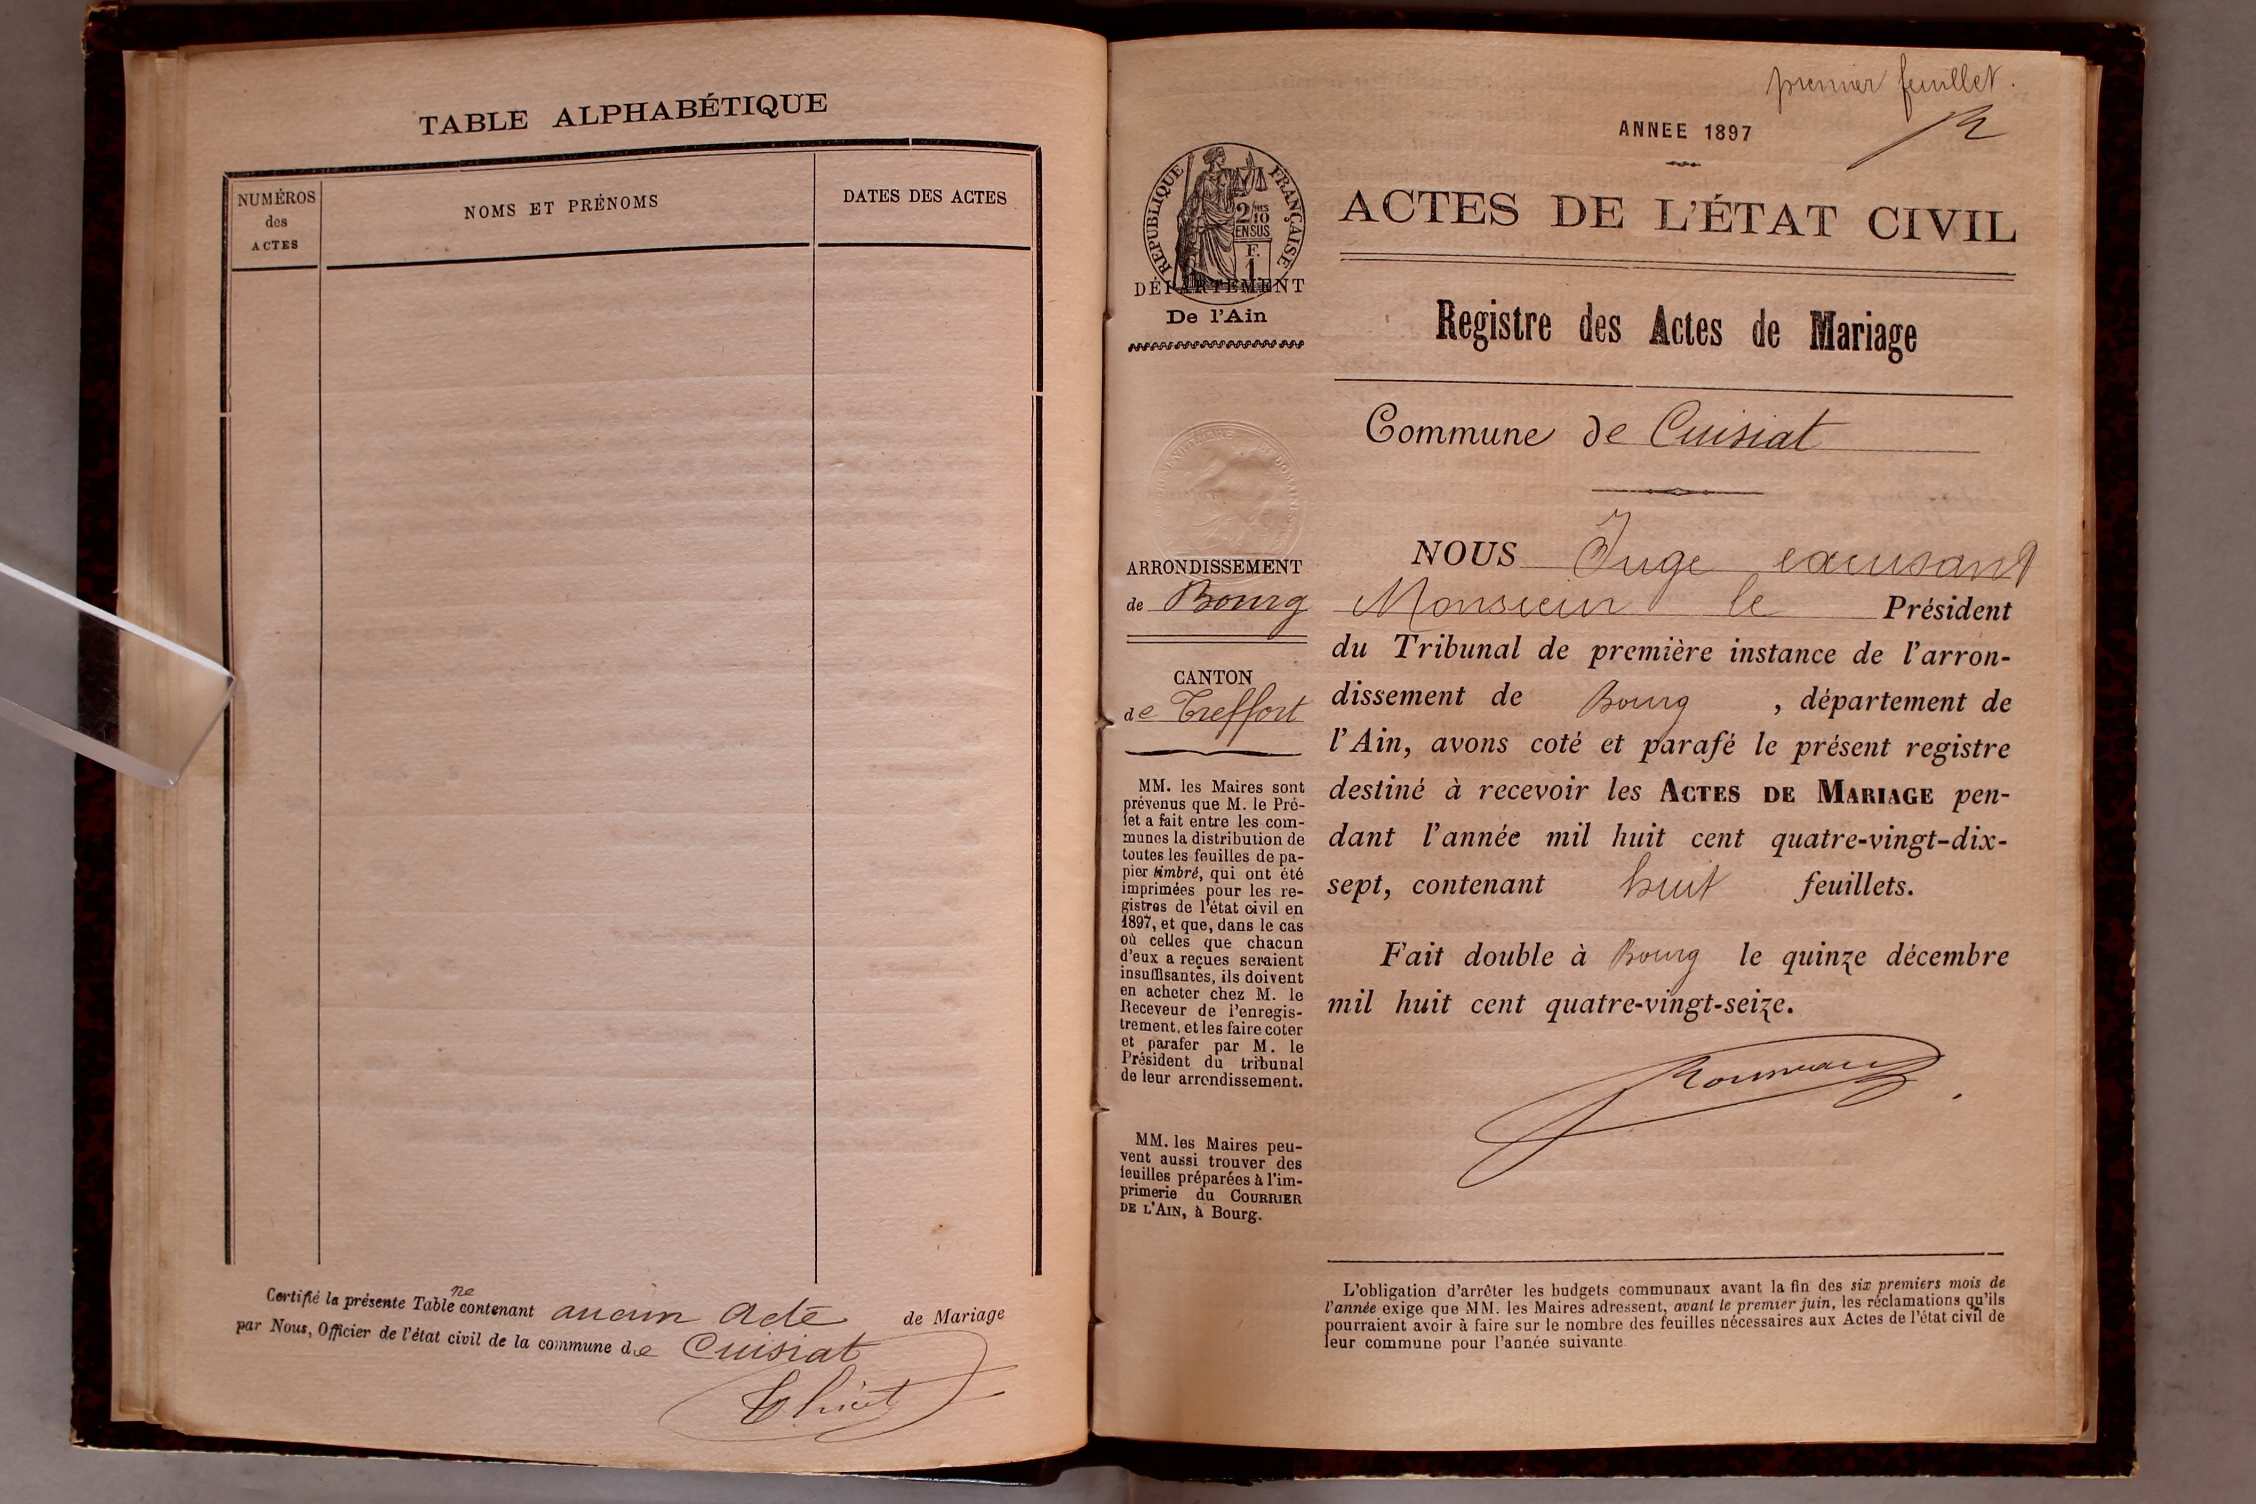 TABLE ALPHABÉTIQUE
NUMÉROS
des
ACTES
NOMS ET PRÉNOMS
DATES DES ACTES
Certifié la présente Table ne contenant aucun acte de Mariage
par Nous, Officier de l'état civil de la commune de Cuisiat
premier feuillet.
ANNEE 1897
RÉPUBLIQUE FRANÇAISE
2/10
EN SUS
F.
1
DÉPARTEMENT
De l'Ain
ACTES DE L'ÉTAT CIVIL
Registre des Actes de Mariage
Commune de Cuisiat
ARRONDISSEMENT
de Bourg
CANTON
de Treffort
MM. les Maires sont
prévenus que M. le Pré-
fet a fait entre les com-
munes la distribution de
toutes les feuilles de pa-
pier timbré, qui ont été
imprimées pour les re-
gistres de l'état civil en
1897, et que, dans le cas
où celles que chacun
d'eux a reçues seraient
insuffisantes, ils doivent
en acheter chez M. le
Receveur de l'enregis-
trement, et les faire coter
et parafer par M. le
Président du tribunal
de leur arrondissement.
MM. les Maires peu-
vent aussi trouver des
feuilles préparées à l'im-
primerie du COURRIER
DE L'AIN, à Bourg.
NOUS Juge excusant
Monsieur le Président
du Tribunal de première instance de l'arron-
dissement de Bourg , département de
l'Ain, avons coté et parafé le présent registre
destiné à recevoir les ACTES DE MARIAGE pen-
dant l'année mil huit cent quatre-vingt-dix-
sept, contenant huit feuillets.
Fait double à Bourg le quinze décembre
mil huit cent quatre-vingt-seize.
L'obligation d'arrêter les budgets communaux avant la fin des six premiers mois de
l'année exige que MM. les Maires adressent, avant le premier juin, les réclamations qu'ils
pourraient avoir à faire sur le nombre des feuilles nécessaires aux Actes de l'état civil de
leur commune pour l'année suivante